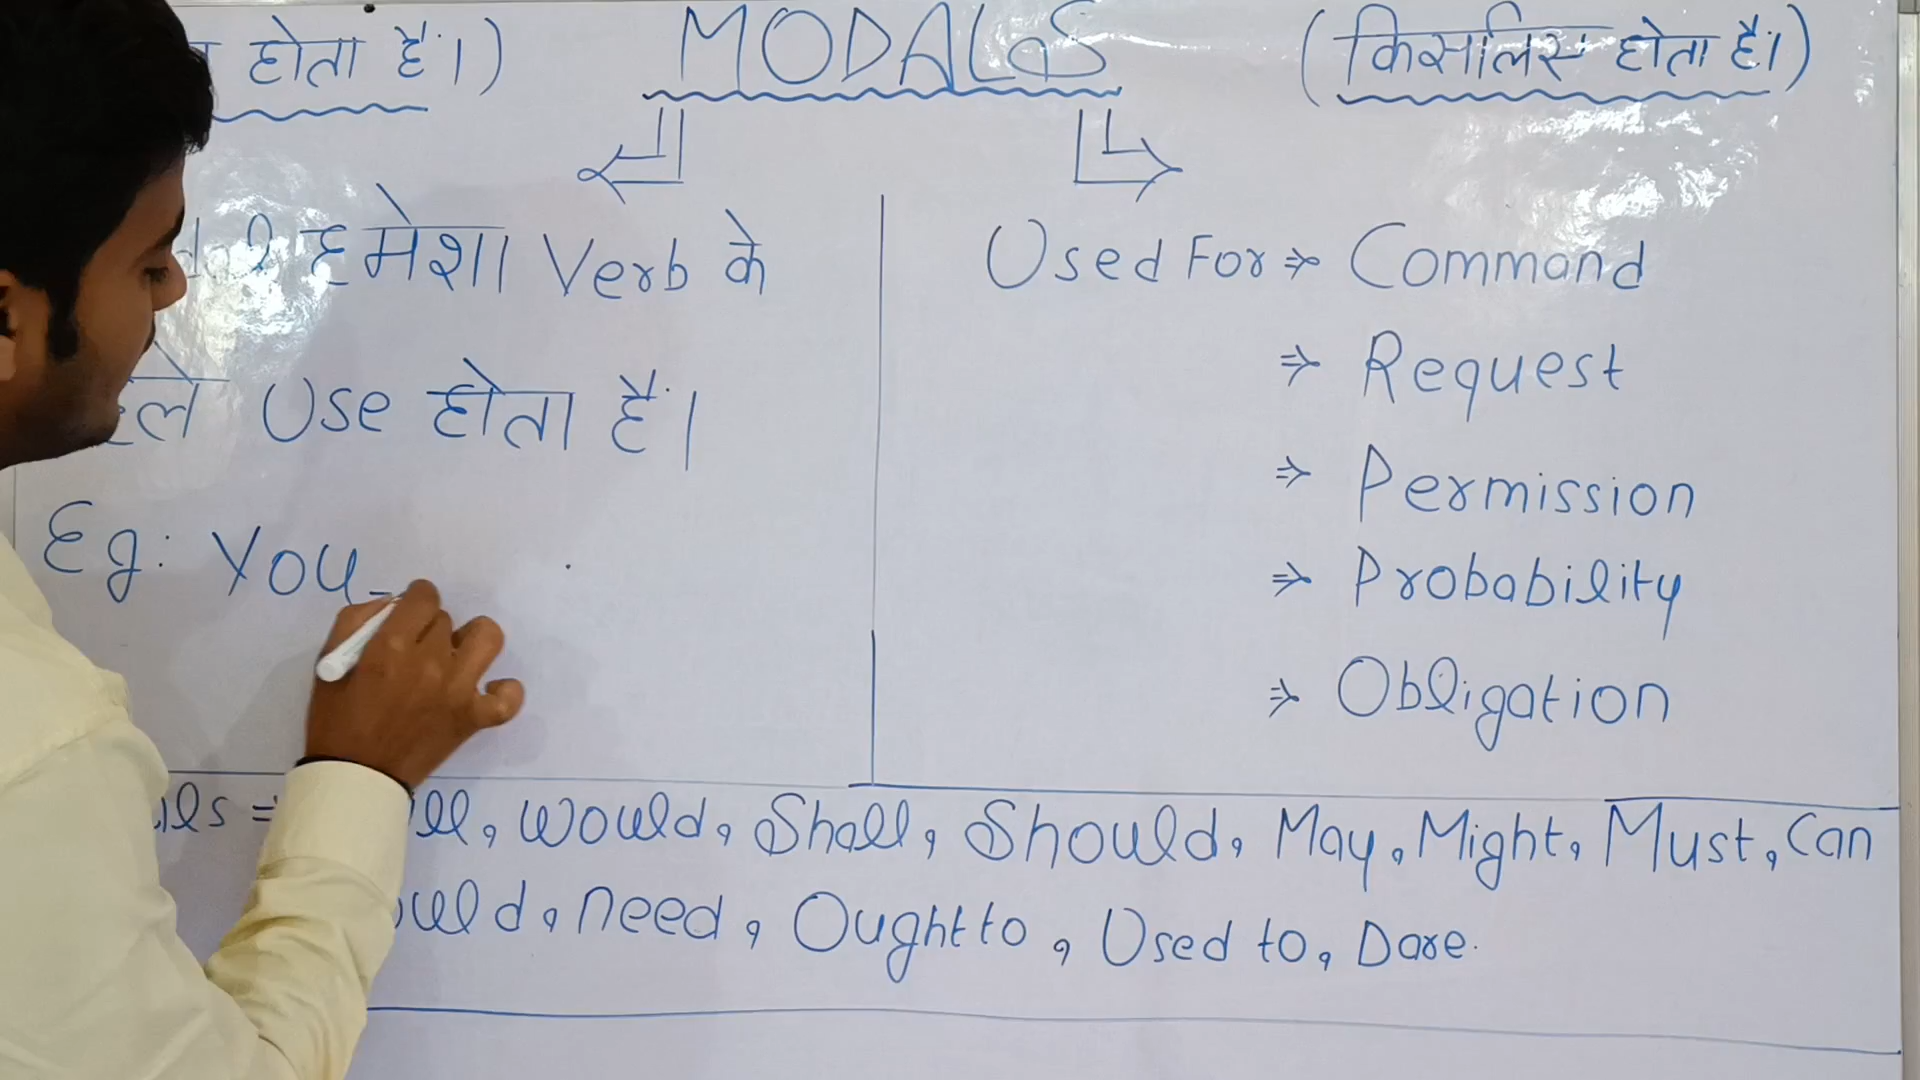 होता है।) MODALS (किसलिस होता है।)
हमेशा Verb के
Used For ⇒ Command
Use होता है।
⇒ Request
⇒ Permission
Eg: You
⇒ Probability
⇒ Obligation
Would, Shall, Should, May, Might, Must, Can
need, Ought to, Used to, Dare.